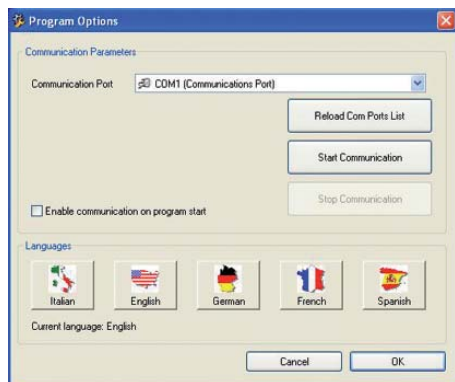 Program Options
Communication Parameters
Communication Port
COM1 (Communications Port)
Reload Com Ports List
Start Communication
Stop Communication
Enable communication on program start
Languages
Italian English German French Spanish
Current language: English
Cancel OK